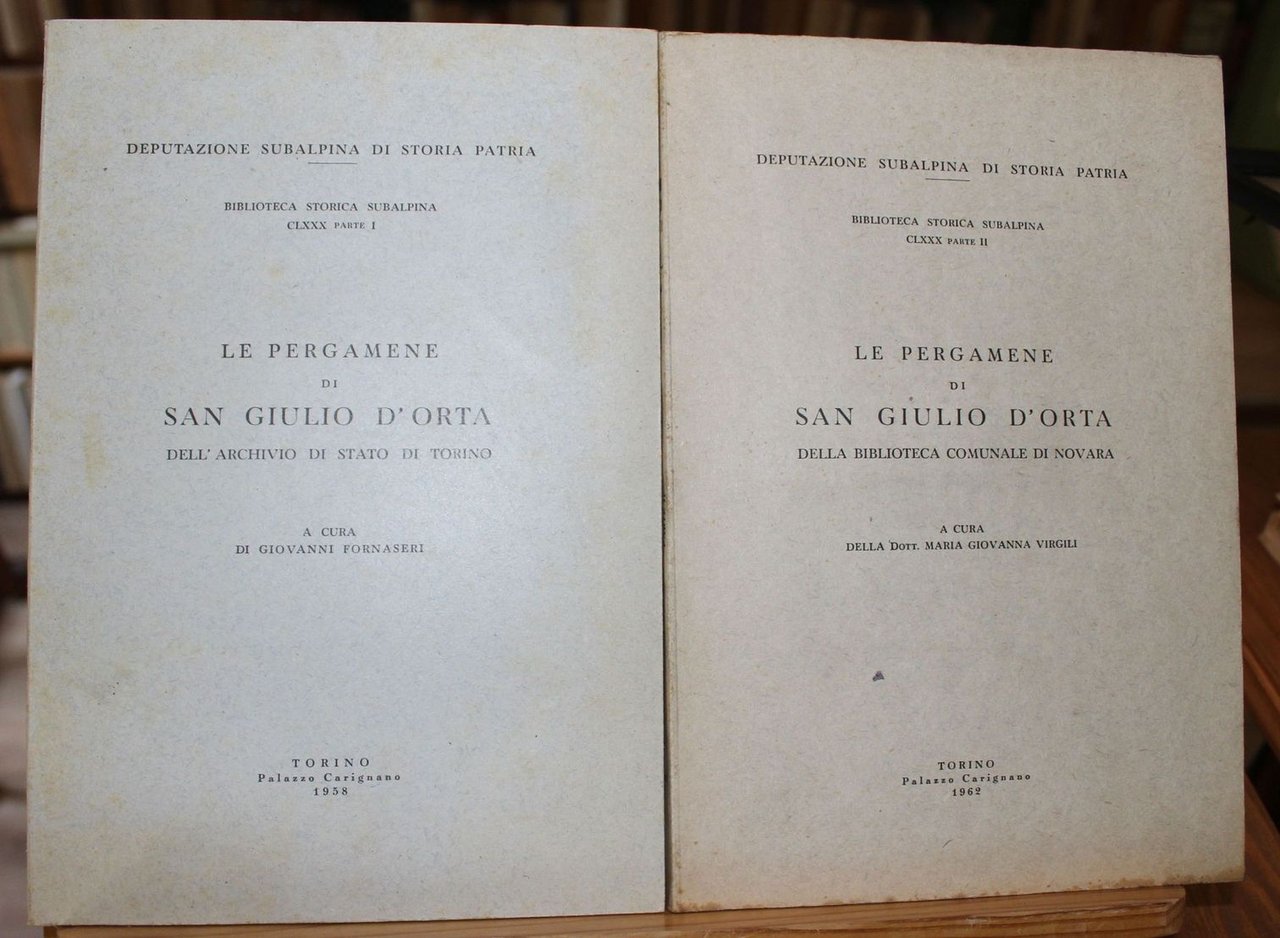 DEPUTAZIONE SUBALPINA DI STORIA PATRIA
BIBLIOTECA STORICA SUBALPINA
CLXXX PARTE I
LE PERGAMENE
DI
SAN GIULIO D'ORTA
DELL'ARCHIVIO DI STATO DI TORINO
A CURA
DI GIOVANNI FORNASERI
TORINO
Palazzo Carignano
1958
DEPUTAZIONE SUBALPINA DI STORIA PATRIA
BIBLIOTECA STORICA SUBALPINA
CLXXX PARTE II
LE PERGAMENE
DI
SAN GIULIO D'ORTA
DELLA BIBLIOTECA COMUNALE DI NOVARA
A CURA
DELLA DOTT. MARIA GIOVANNA VIRGILI
TORINO
Palazzo Carignano
1962